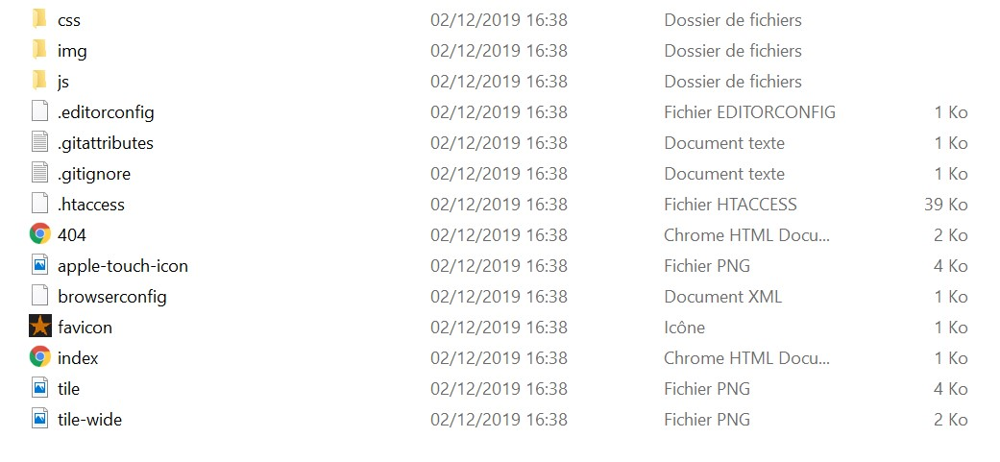 css 02/12/2019 16:38 Dossier de fichiers
img 02/12/2019 16:38 Dossier de fichiers
js 02/12/2019 16:38 Dossier de fichiers
.editorconfig 02/12/2019 16:38 Fichier EDITORCONFIG 1 Ko
.gitattributes 02/12/2019 16:38 Document texte 1 Ko
.gitignore 02/12/2019 16:38 Document texte 1 Ko
.htaccess 02/12/2019 16:38 Fichier HTACCESS 39 Ko
404 02/12/2019 16:38 Chrome HTML Docu... 2 Ko
apple-touch-icon 02/12/2019 16:38 Fichier PNG 4 Ko
browserconfig 02/12/2019 16:38 Document XML 1 Ko
favicon 02/12/2019 16:38 Icône 1 Ko
index 02/12/2019 16:38 Chrome HTML Docu... 1 Ko
tile 02/12/2019 16:38 Fichier PNG 4 Ko
tile-wide 02/12/2019 16:38 Fichier PNG 2 Ko